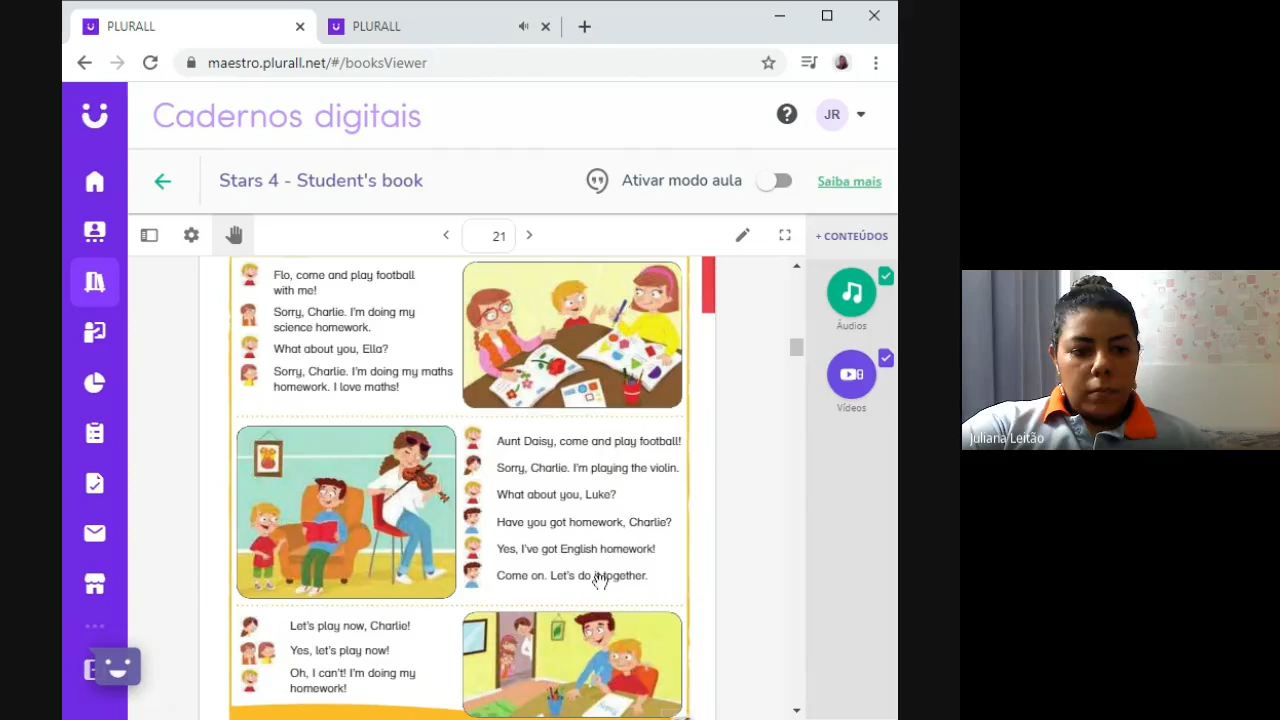 PLURALL
PLURALL
maestro.plurall.net/#/booksViewer
Cadernos digitais
JR
Stars 4 - Student's book
Ativar modo aula
Saiba mais
21
+ CONTEÚDOS
Flo, come and play football
with me!
Sorry, Charlie. I'm doing my
science homework.
What about you, Ella?
Sorry, Charlie. I'm doing my maths
homework. I love maths!
Áudios
Vídeos
Aunt Daisy, come and play football!
Sorry, Charlie. I'm playing the violin.
What about you, Luke?
Have you got homework, Charlie?
Yes, I've got English homework!
Come on. Let's do it together.
Let's play now, Charlie!
Yes, let's play now!
Oh, I can't! I'm doing my
homework!
Juliana Leitão